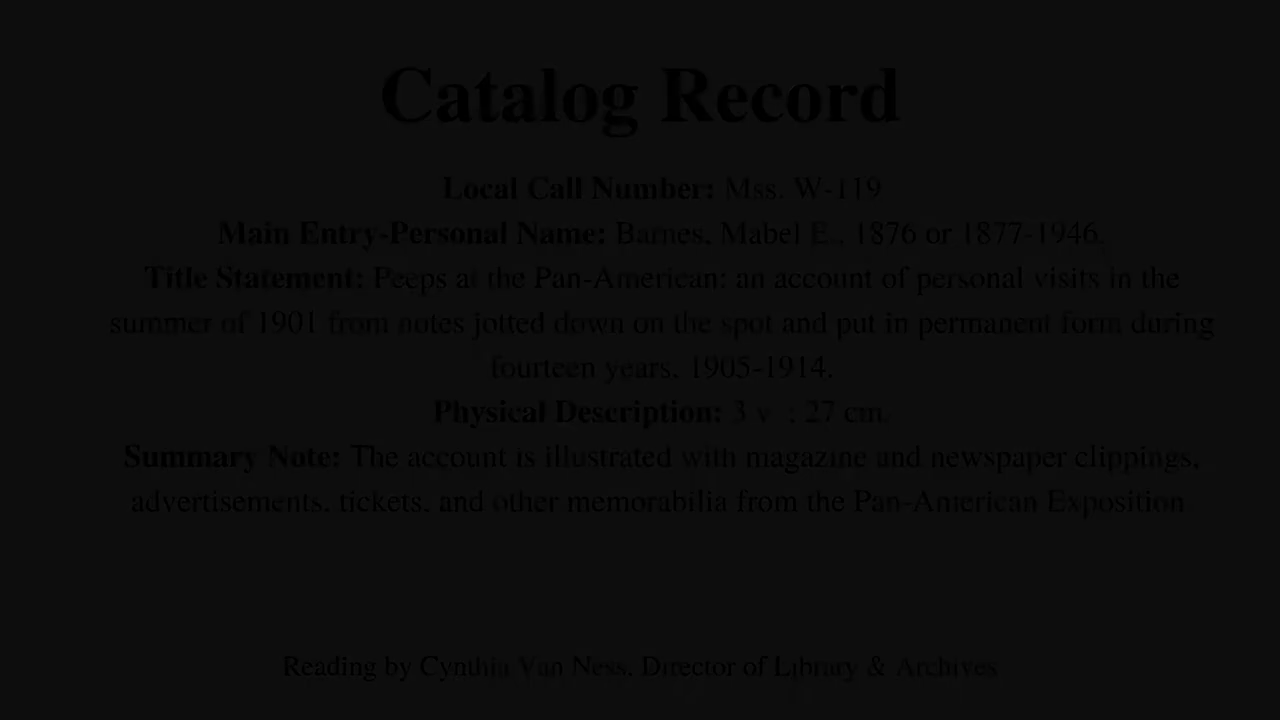 Catalog Record
Local Call Number: Mss. W-119
Main Entry-Personal Name: Barnes, Mabel E., 1876 or 1877-1946.
Title Statement: Peeps at the Pan-American: an account of personal visits in the
summer of 1901 from notes jotted down on the spot and put in permanent form during
fourteen years, 1905-1914.
Physical Description: 3 v. : 27 cm.
Summary Note: The account is illustrated with magazine and newspaper clippings,
advertisements, tickets, and other memorabilia from the Pan-American Exposition
Reading by Cynthia Van Ness, Director of Library & Archives